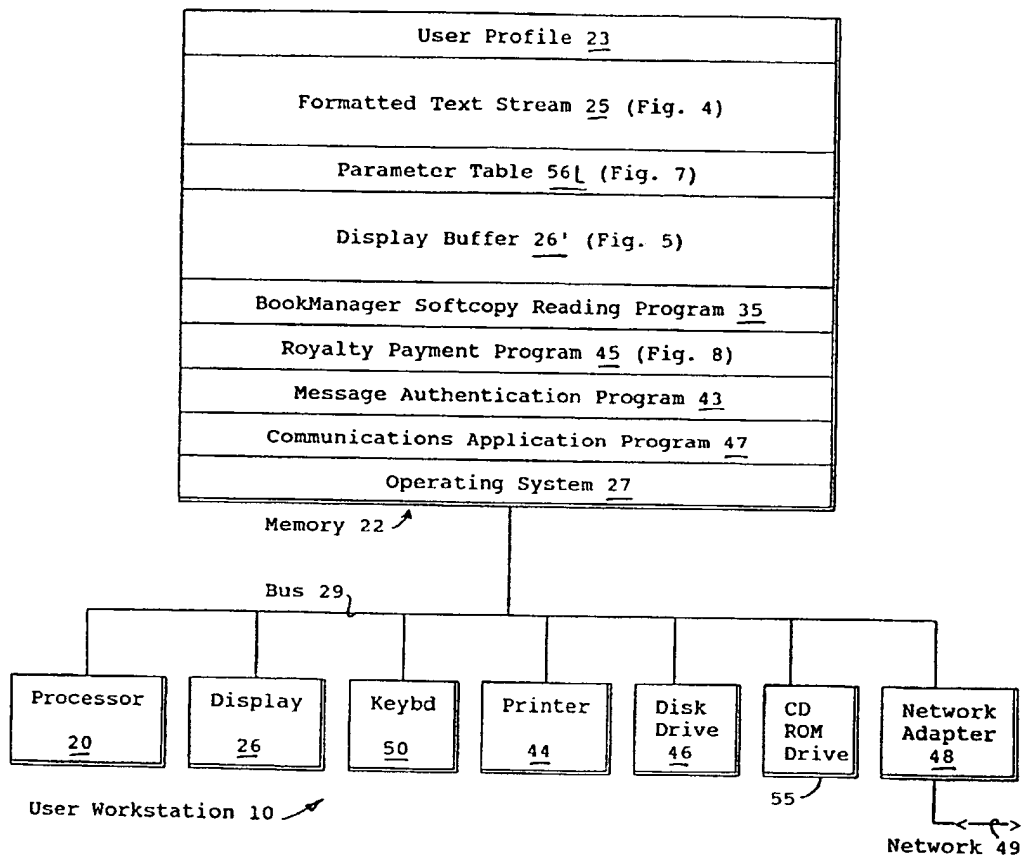 User Profile 23
Formatted Text Stream 25 (Fig. 4)
Parameter Table 56L (Fig. 7)
Display Buffer 26' (Fig. 5)
BookManager Softcopy Reading Program 35
Royalty Payment Program 45 (Fig. 8)
Message Authentication Program 43
Communications Application Program 47
Operating System 27
Memory 22
Bus 29
Processor
20
Display
26
Keybd
50
Printer
44
Disk
Drive
46
CD
ROM
Drive
55
Network
Adapter
48
User Workstation 10
Network 49